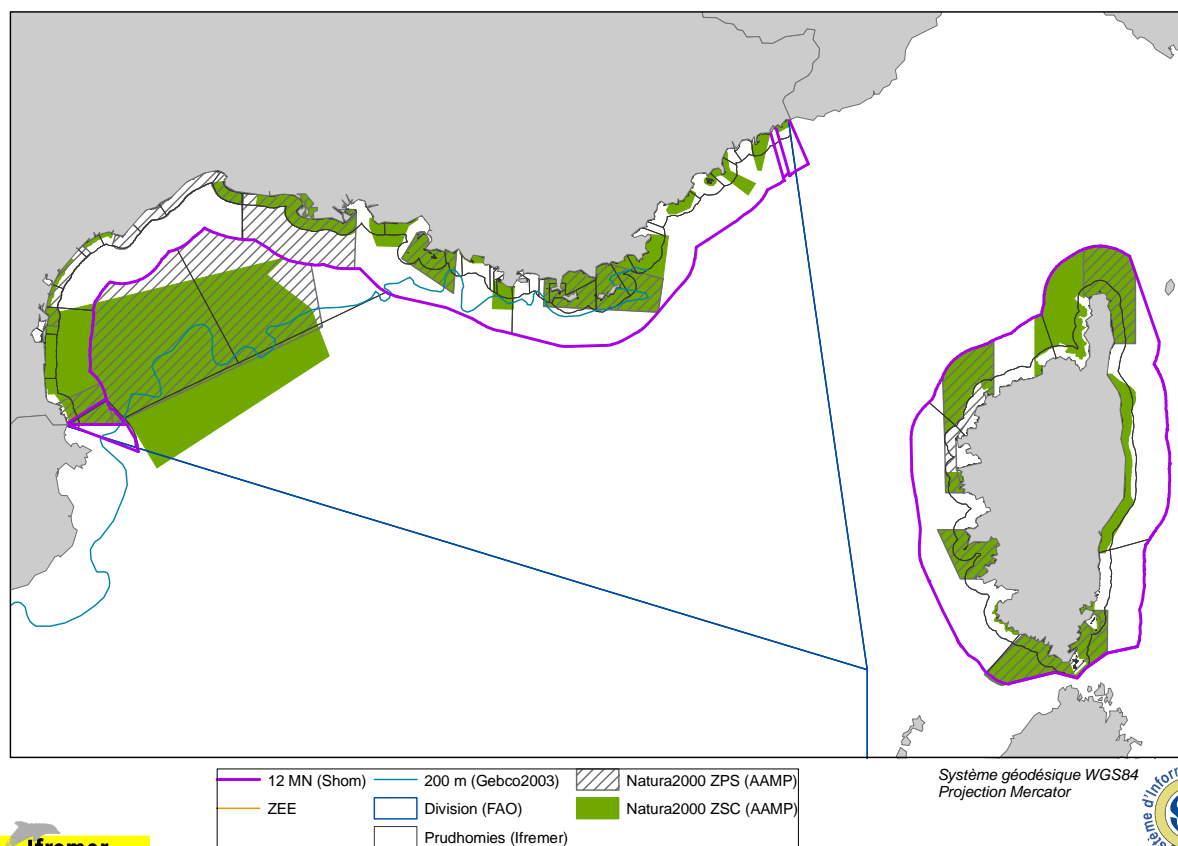 12 MN (Shom) 200 m (Gebco2003) Natura2000 ZPS (AAMP)
ZEE Division (FAO) Natura2000 ZSC (AAMP)
Prudhomies (Ifremer)
Système géodésique WGS84
Projection Mercator